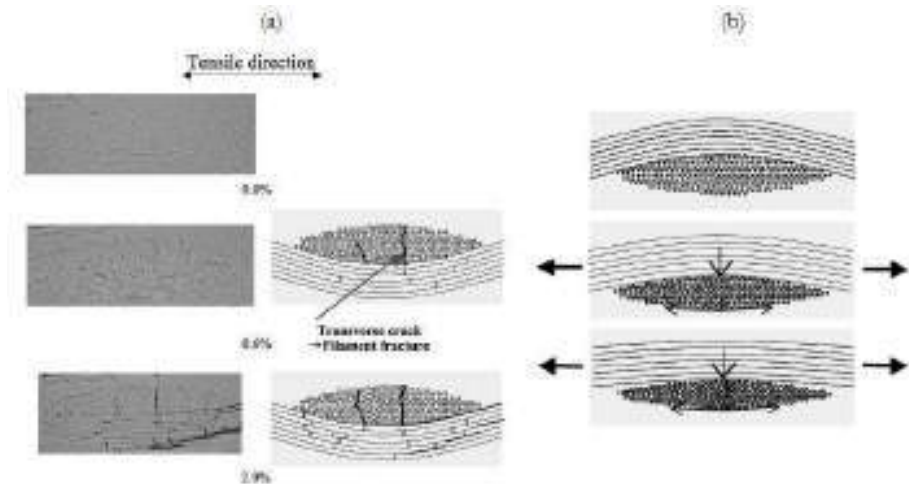 (a)
(b)
Tensile direction
0.0%
0.6%
Transverse crack
→Filament fracture
2.0%